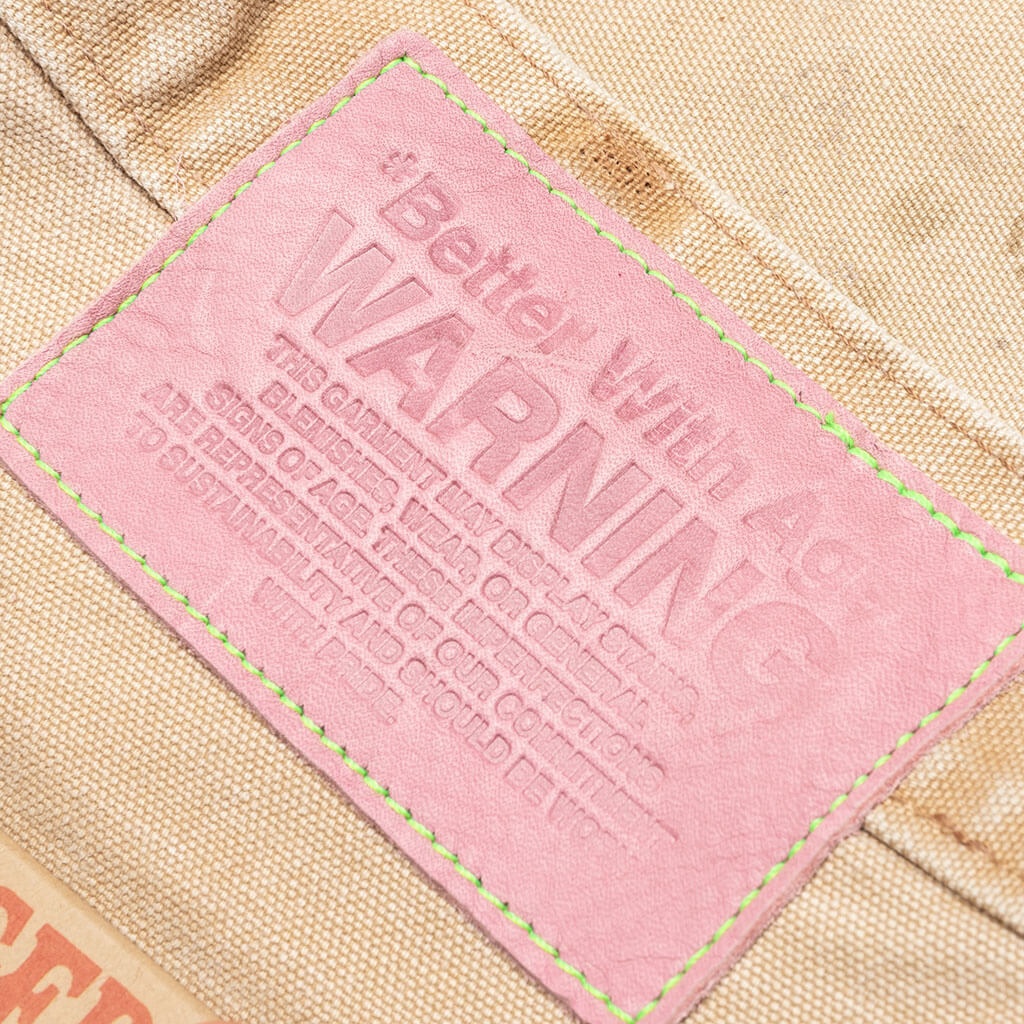 "Better With Age
WARNING
THIS GARMENT MAY DISPLAY STAINS,
BLEMISHES, WEAR, OR GENERAL
SIGNS OF AGE. THESE IMPERFECTIONS
ARE REPRESENTATIVE OF OUR COMMITMENT
TO SUSTAINABILITY AND SHOULD BE WORN
WITH PRIDE.